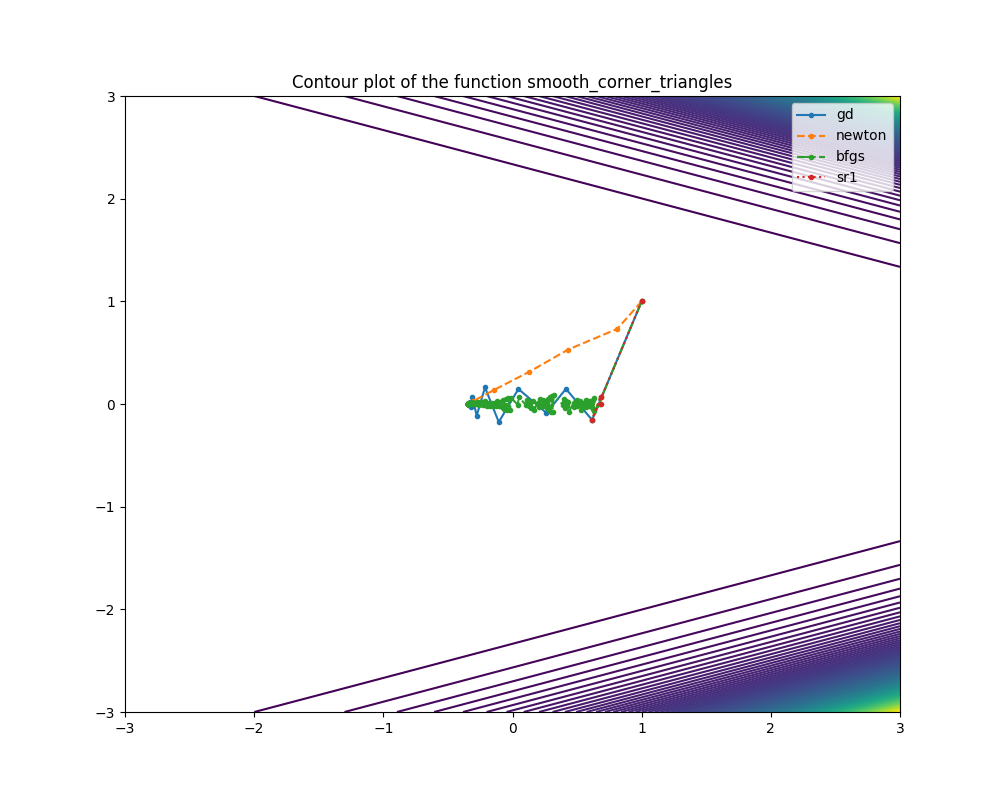 Contour plot of the function smooth_corner_triangles
3
2
1
0
−1
−2
−3
−3
−2
−1
0
1
2
3
gd
newton
bfgs
sr1